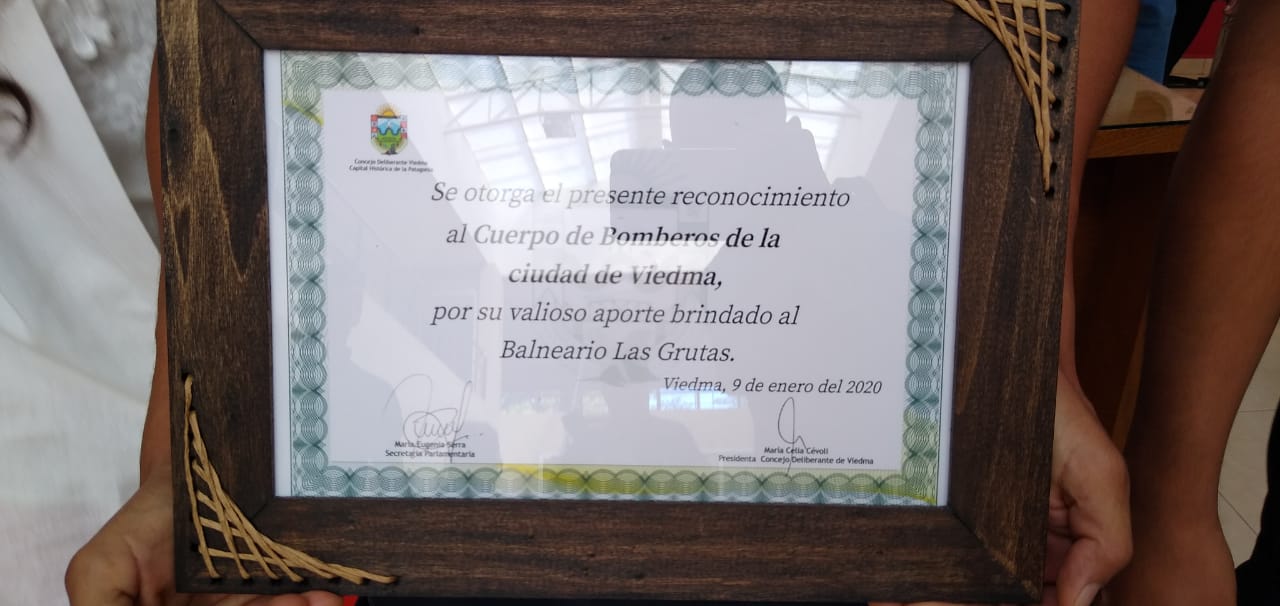 Concejo Deliberante Viedma
Capital Histórica de la Patagonia
Se otorga el presente reconocimiento
al Cuerpo de Bomberos de la
ciudad de Viedma,
por su valioso aporte brindado al
Balneario Las Grutas.
Viedma, 9 de enero del 2020
María Eugenia Serra
Secretaria Parlamentaria
María Celia Cévoli
Presidenta Concejo Deliberante de Viedma